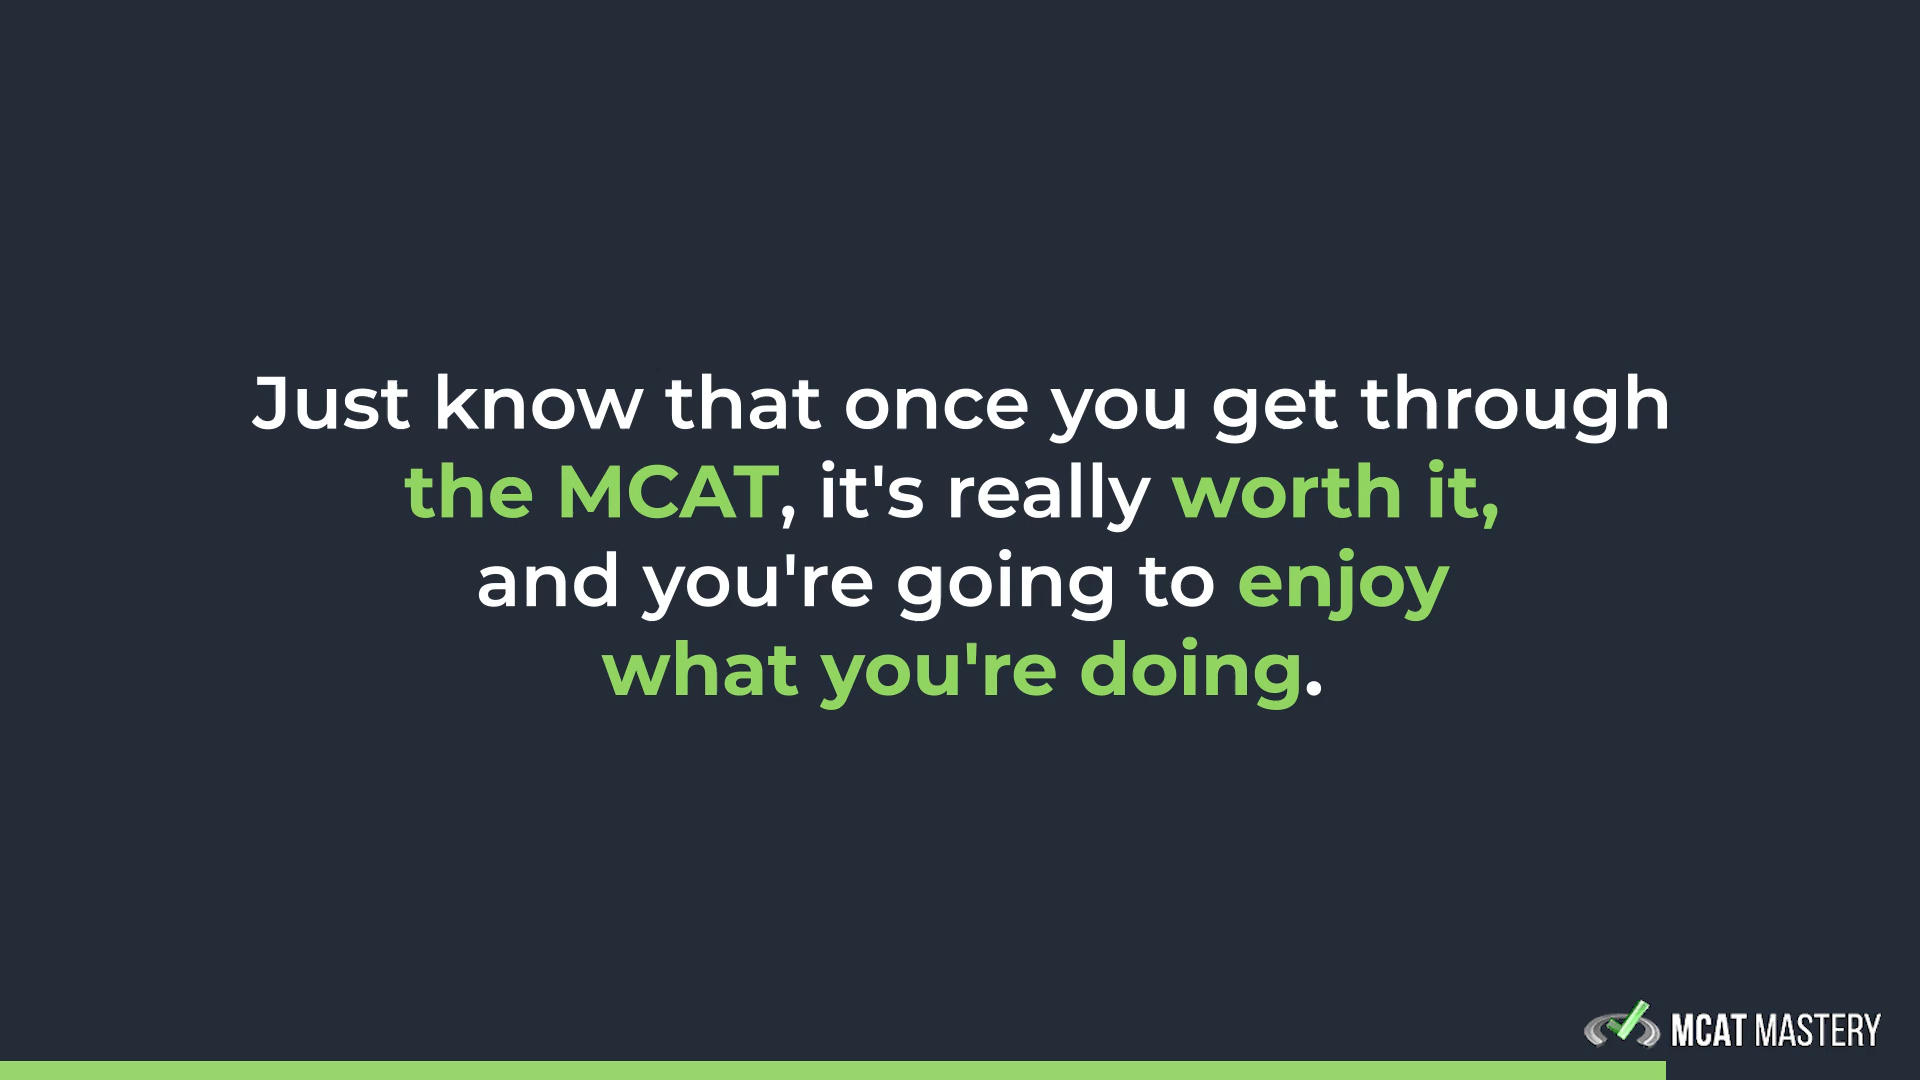 Just know that once you get through
the MCAT, it's really worth it,
and you're going to enjoy
what you're doing.
MCAT MASTERY